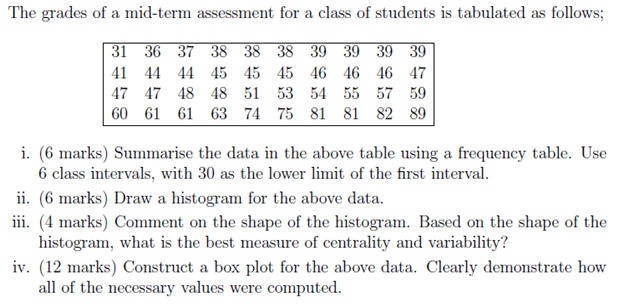 The grades of a mid-term assessment for a class of students is tabulated as follows;
31 36 37 38 38 38 39 39 39 39
41 44 44 45 45 45 46 46 46 47
47 47 48 48 51 53 54 55 57 59
60 61 61 63 74 75 81 81 82 89
i. (6 marks) Summarise the data in the above table using a frequency table. Use
6 class intervals, with 30 as the lower limit of the first interval.
ii. (6 marks) Draw a histogram for the above data.
iii. (4 marks) Comment on the shape of the histogram. Based on the shape of the
histogram, what is the best measure of centrality and variability?
iv. (12 marks) Construct a box plot for the above data. Clearly demonstrate how
all of the necessary values were computed.